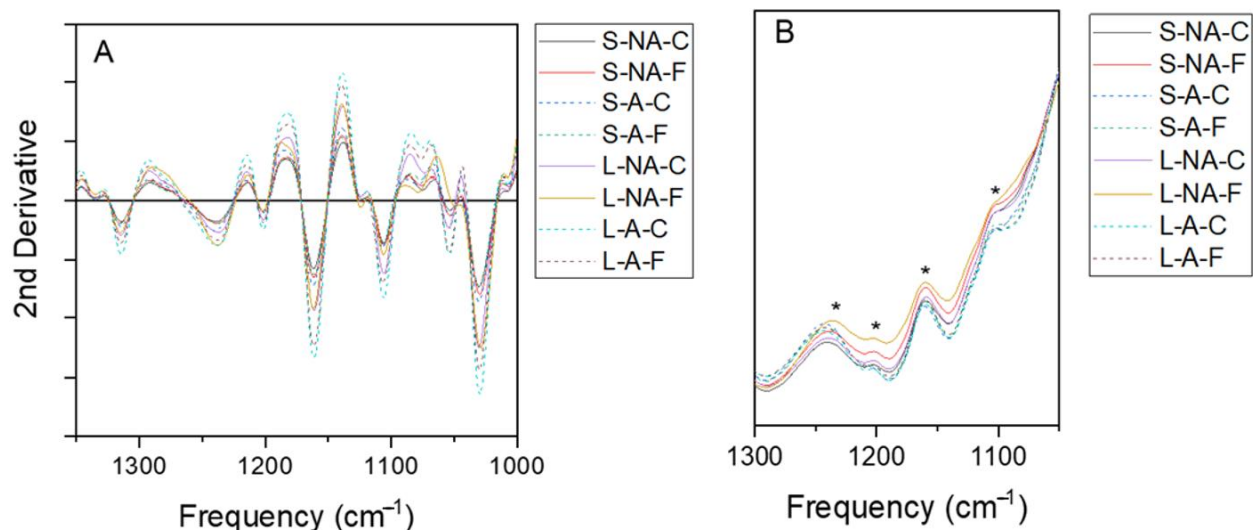 A
2nd Derivative
1300
1200
1100
1000
Frequency (cm⁻¹)
S-NA-C
S-NA-F
S-A-C
S-A-F
L-NA-C
L-NA-F
L-A-C
L-A-F
B
*
*
*
*
1300
1200
1100
Frequency (cm⁻¹)
S-NA-C
S-NA-F
S-A-C
S-A-F
L-NA-C
L-NA-F
L-A-C
L-A-F